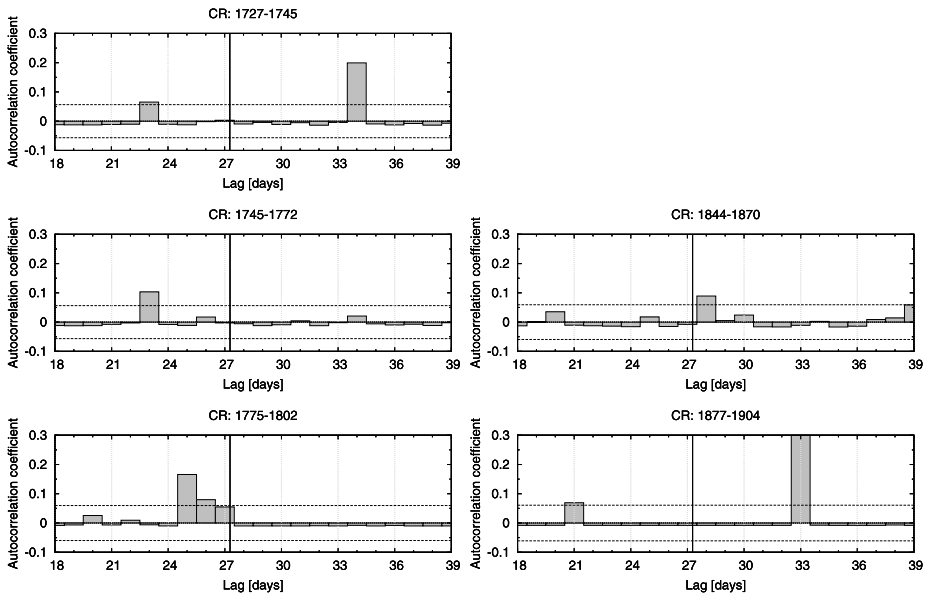 CR: 1727-1745
Autocorrelation coefficient
0.3
0.2
0.1
0
-0.1
18 21 24 27 30 33 36 39
Lag [days]
CR: 1745-1772
Autocorrelation coefficient
0.3
0.2
0.1
0
-0.1
18 21 24 27 30 33 36 39
Lag [days]
CR: 1844-1870
Autocorrelation coefficient
0.3
0.2
0.1
0
-0.1
18 21 24 27 30 33 36 39
Lag [days]
CR: 1775-1802
Autocorrelation coefficient
0.3
0.2
0.1
0
-0.1
18 21 24 27 30 33 36 39
Lag [days]
CR: 1877-1904
Autocorrelation coefficient
0.3
0.2
0.1
0
-0.1
18 21 24 27 30 33 36 39
Lag [days]